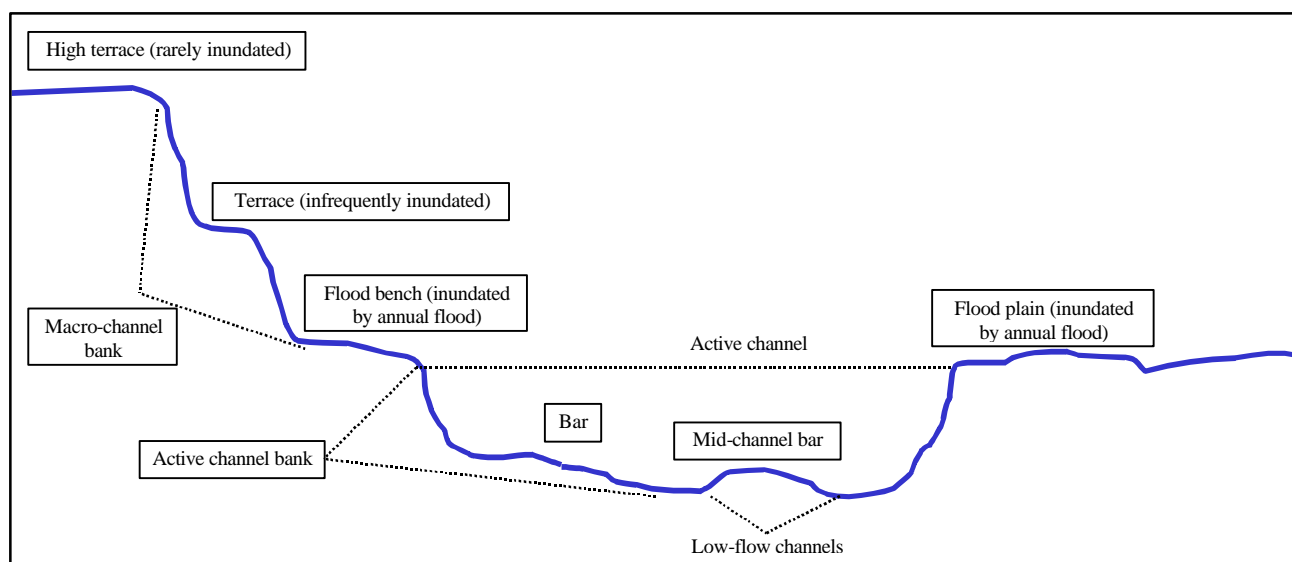 High terrace (rarely inundated)
Terrace (infrequently inundated)
Flood bench (inundated
by annual flood)
Macro-channel
bank
Flood plain (inundated
by annual flood)
Active channel
Bar
Mid-channel bar
Active channel bank
Low-flow channels